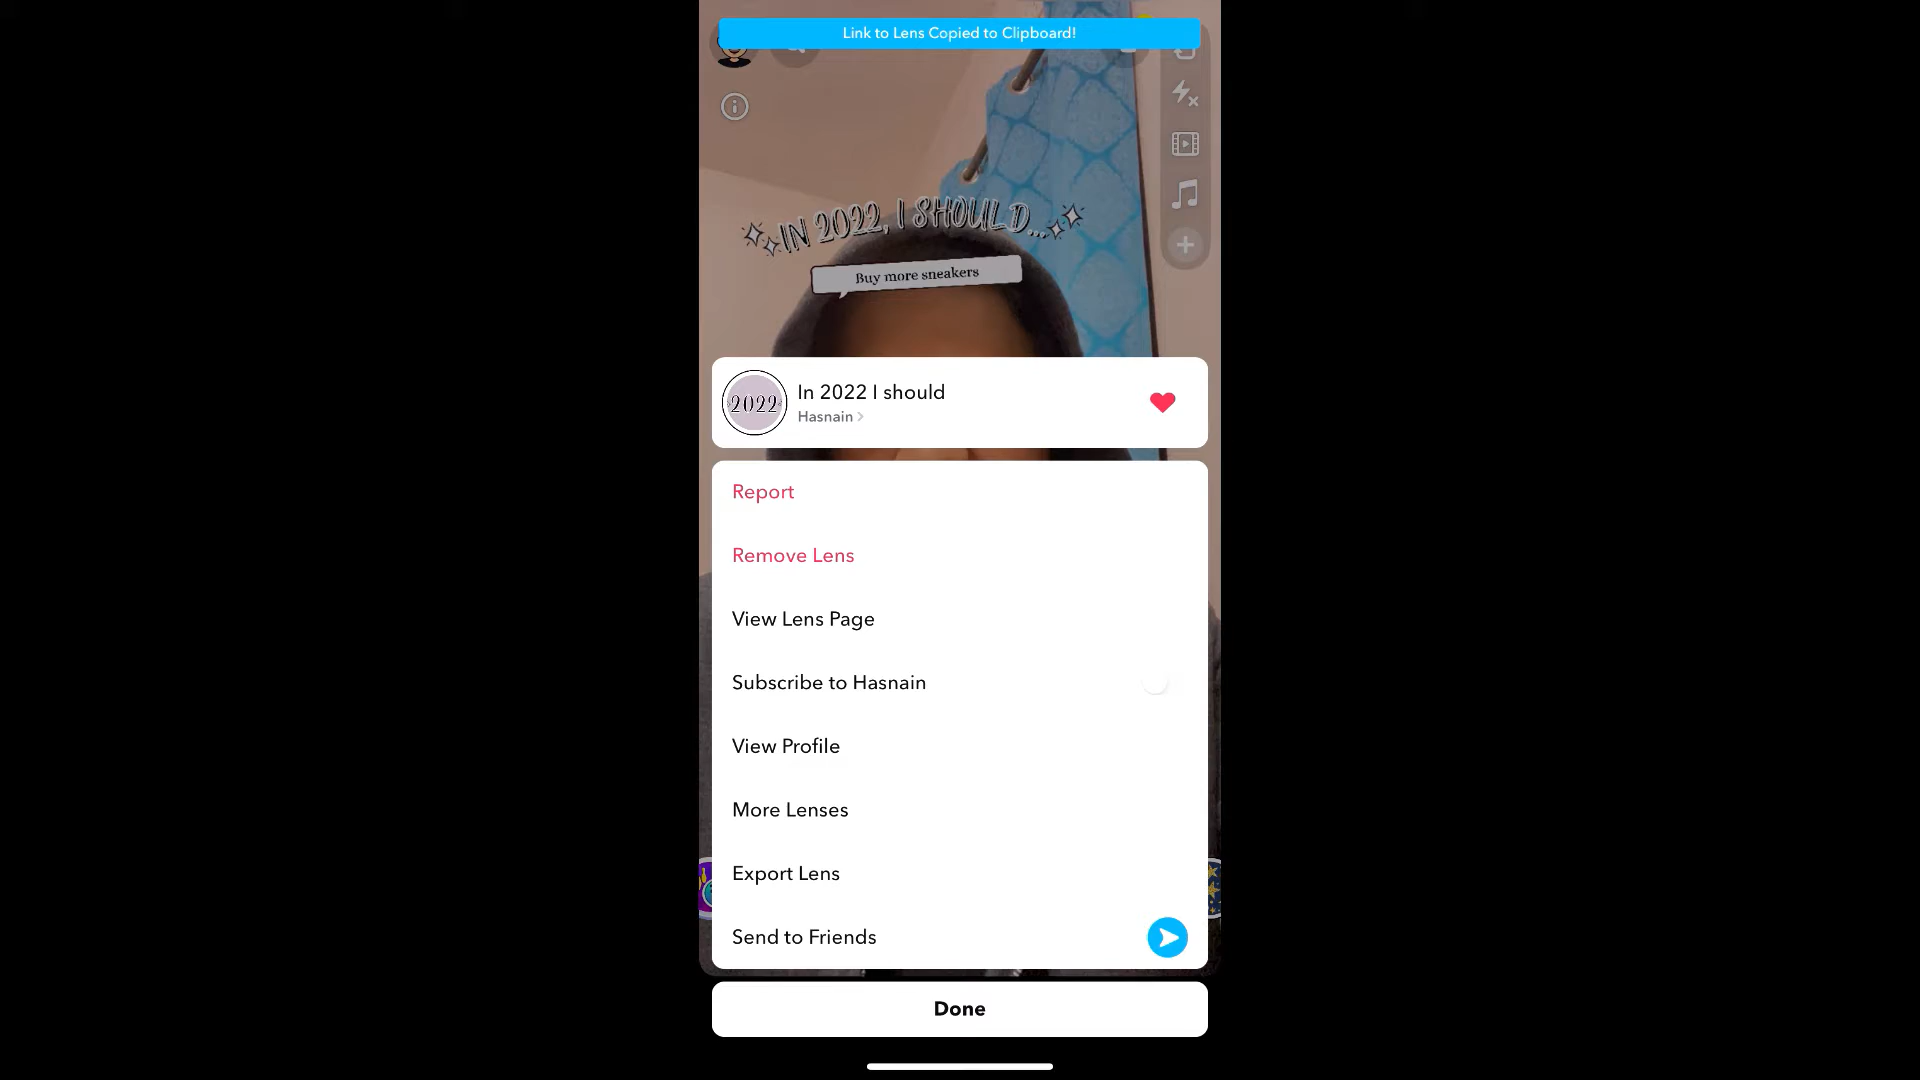 Link to Lens Copied to Clipboard!
IN 2022, I SHOULD...
Buy more sneakers
2022
In 2022 I should
Hasnain >
Report
Remove Lens
View Lens Page
Subscribe to Hasnain
View Profile
More Lenses
Export Lens
Send to Friends
Done